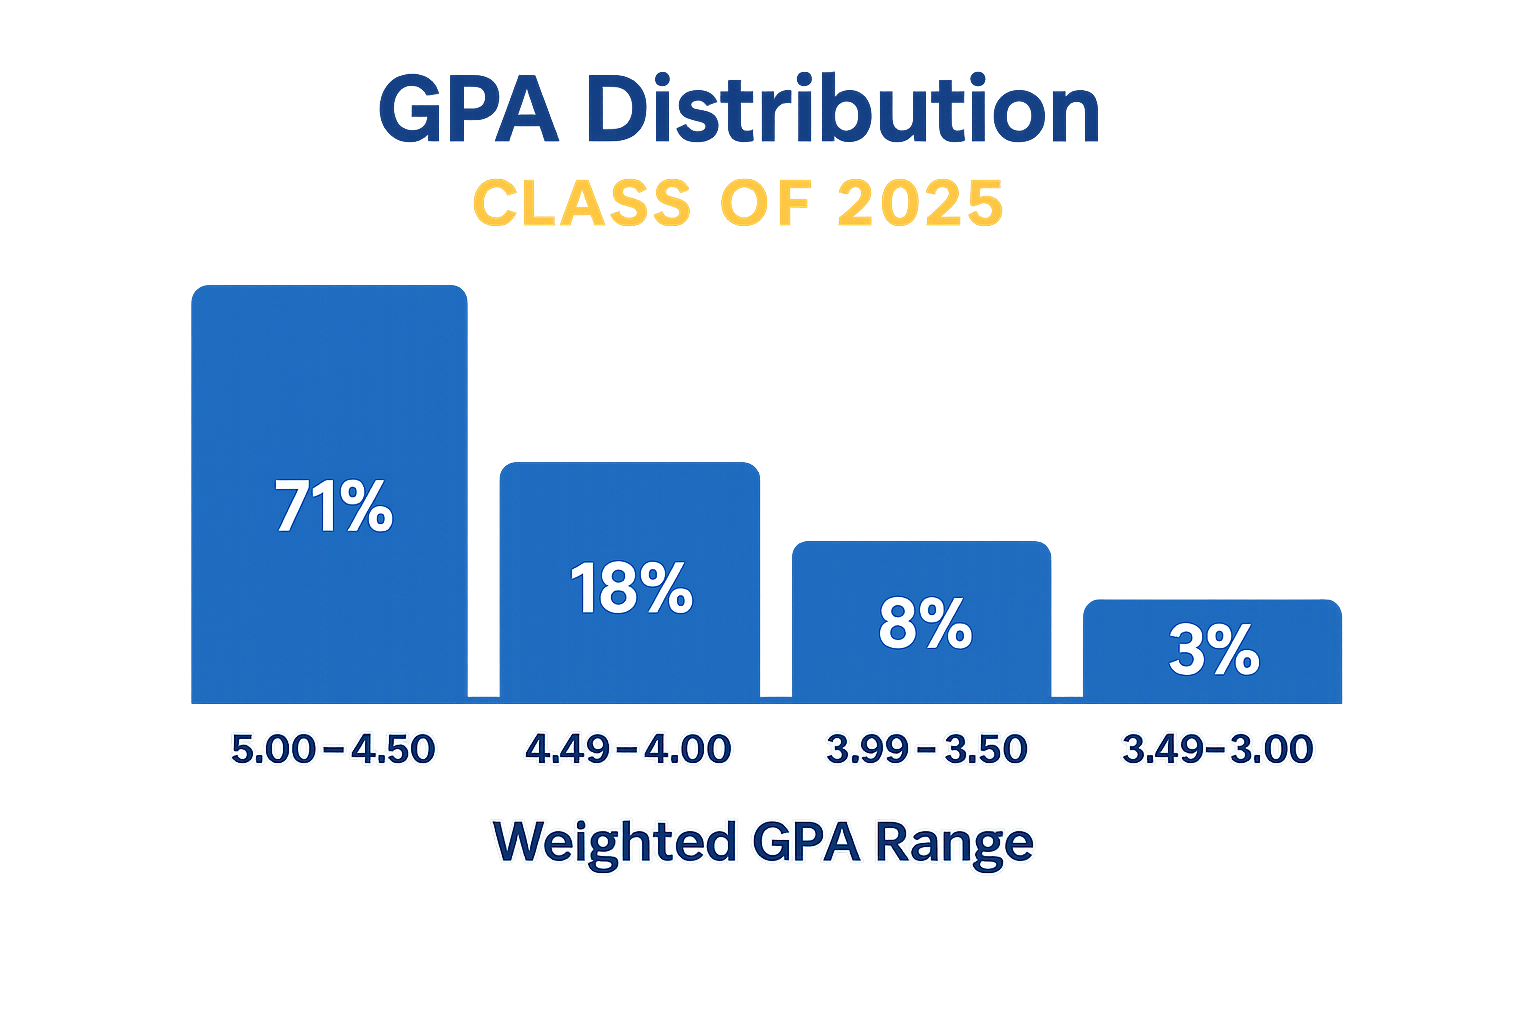 GPA Distribution
CLASS OF 2025
71%
18%
8%
3%
5.00 – 4.50
4.49 – 4.00
3.99 – 3.50
3.49–3.00
Weighted GPA Range